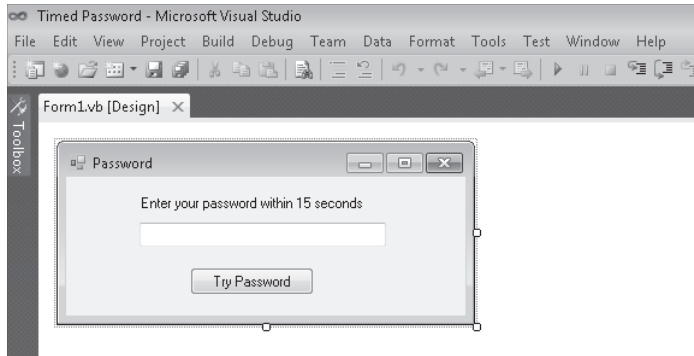 Timed Password - Microsoft Visual Studio
File Edit View Project Build Debug Team Data Format Tools Test Window Help
Form1.vb [Design]
Toolbox
Password
Enter your password within 15 seconds
Try Password